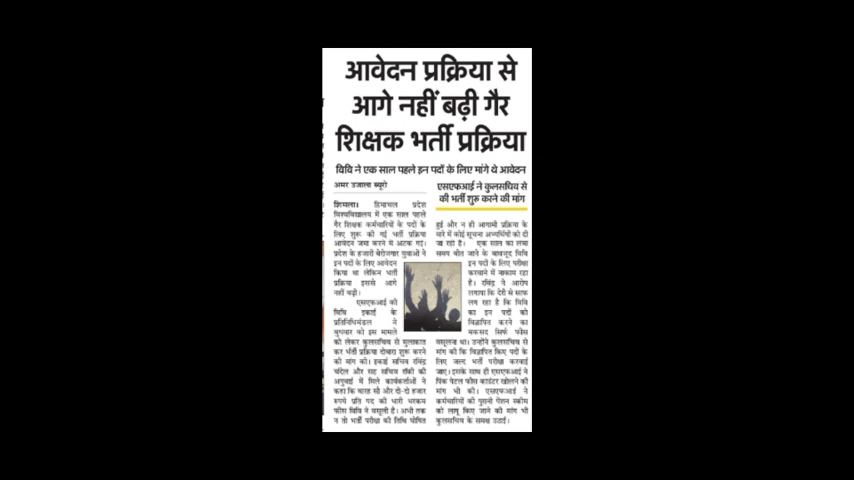 आवेदन प्रक्रिया से
आगे नहीं बढ़ी गैर
शिक्षक भर्ती प्रक्रिया
विवि ने एक साल पहले इन पदों के लिए मांगे थे आवेदन
अमर उजाला ब्यूरो
शिमला। हिमाचल प्रदेश
विश्वविद्यालय में एक साल पहले
गैर शिक्षक कर्मचारियों के पदों के
लिए शुरू की गई भर्ती प्रक्रिया
आवेदन जमा करने में अटक गई।
प्रदेश के हजारों बेरोजगार युवाओं ने
इन पदों के लिए आवेदन
किया था लेकिन भर्ती
प्रक्रिया इससे आगे
नहीं बढ़ी।
एसएफआई की
विवि इकाई के
प्रतिनिधिमंडल ने
बुधवार को इस मामले
को लेकर कुलसचिव से मुलाकात
कर भर्ती प्रक्रिया दोबारा शुरू करने
की मांग की। इकाई सचिव रविंद्र
चंदेल और सह सचिव रॉकी की
अगुवाई में मिले कार्यकर्ताओं ने
कहा कि बारह सौ और दो-दो हजार
रुपये प्रति पद की भारी भरकम
फीस विवि ने वसूली है। अभी तक
न तो भर्ती परीक्षा की तिथि घोषित
एसएफआई ने कुलसचिव से
की भर्ती शुरू करने की मांग
हुई और न ही आगामी प्रक्रिया के
बारे में कोई सूचना अभ्यर्थियों को दी
जा रही है। एक साल का लंबा
समय बीत जाने के बावजूद विवि
इन पदों के लिए परीक्षा
करवाने में नाकाम रहा
है। रविंद्र ने आरोप
लगाया कि देरी से साफ
लग रहा है कि विवि
का इन पदों को
विज्ञापित करने का
मकसद सिर्फ फीस
वसूलना था। उन्होंने कुलसचिव से
मांग की कि विज्ञापित किए पदों के
लिए जल्द भर्ती परीक्षा करवाई
जाए। इसके साथ ही एसएफआई ने
पिंक पेटल फीस काउंटर खोलने की
मांग भी की। एसएफआई ने
कर्मचारियों की पुरानी पेंशन स्कीम
को लागू किए जाने की मांग भी
कुलसचिव के समक्ष उठाई।